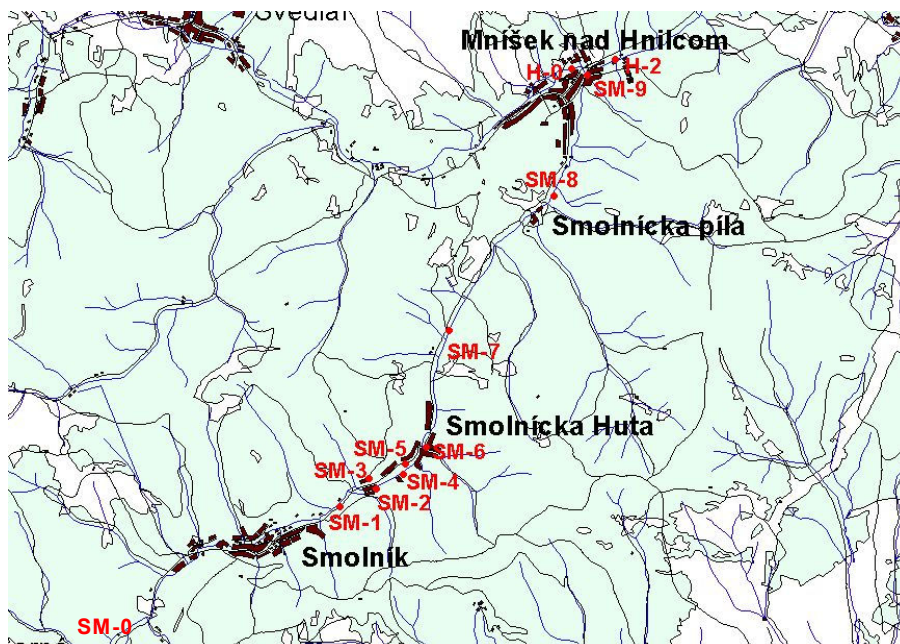 Mníšek nad Hnilcom
H-0
H-2
SM-9
SM-8
Smolnícka píla
SM-7
Smolnícka Huta
SM-5
SM-6
SM-3
SM-4
SM-2
SM-1
Smolník
SM-0